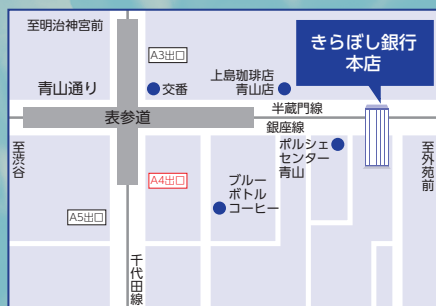 至明治神宮前
A3出口
きらぼし銀行
本店
青山通り
交番
上島珈琲店
青山店
表参道
半蔵門線
銀座線
至渋谷
A4出口
ブルー
ボトル
コーヒー
ポルシェ
センター
青山
至外苑前
A5出口
千代田線